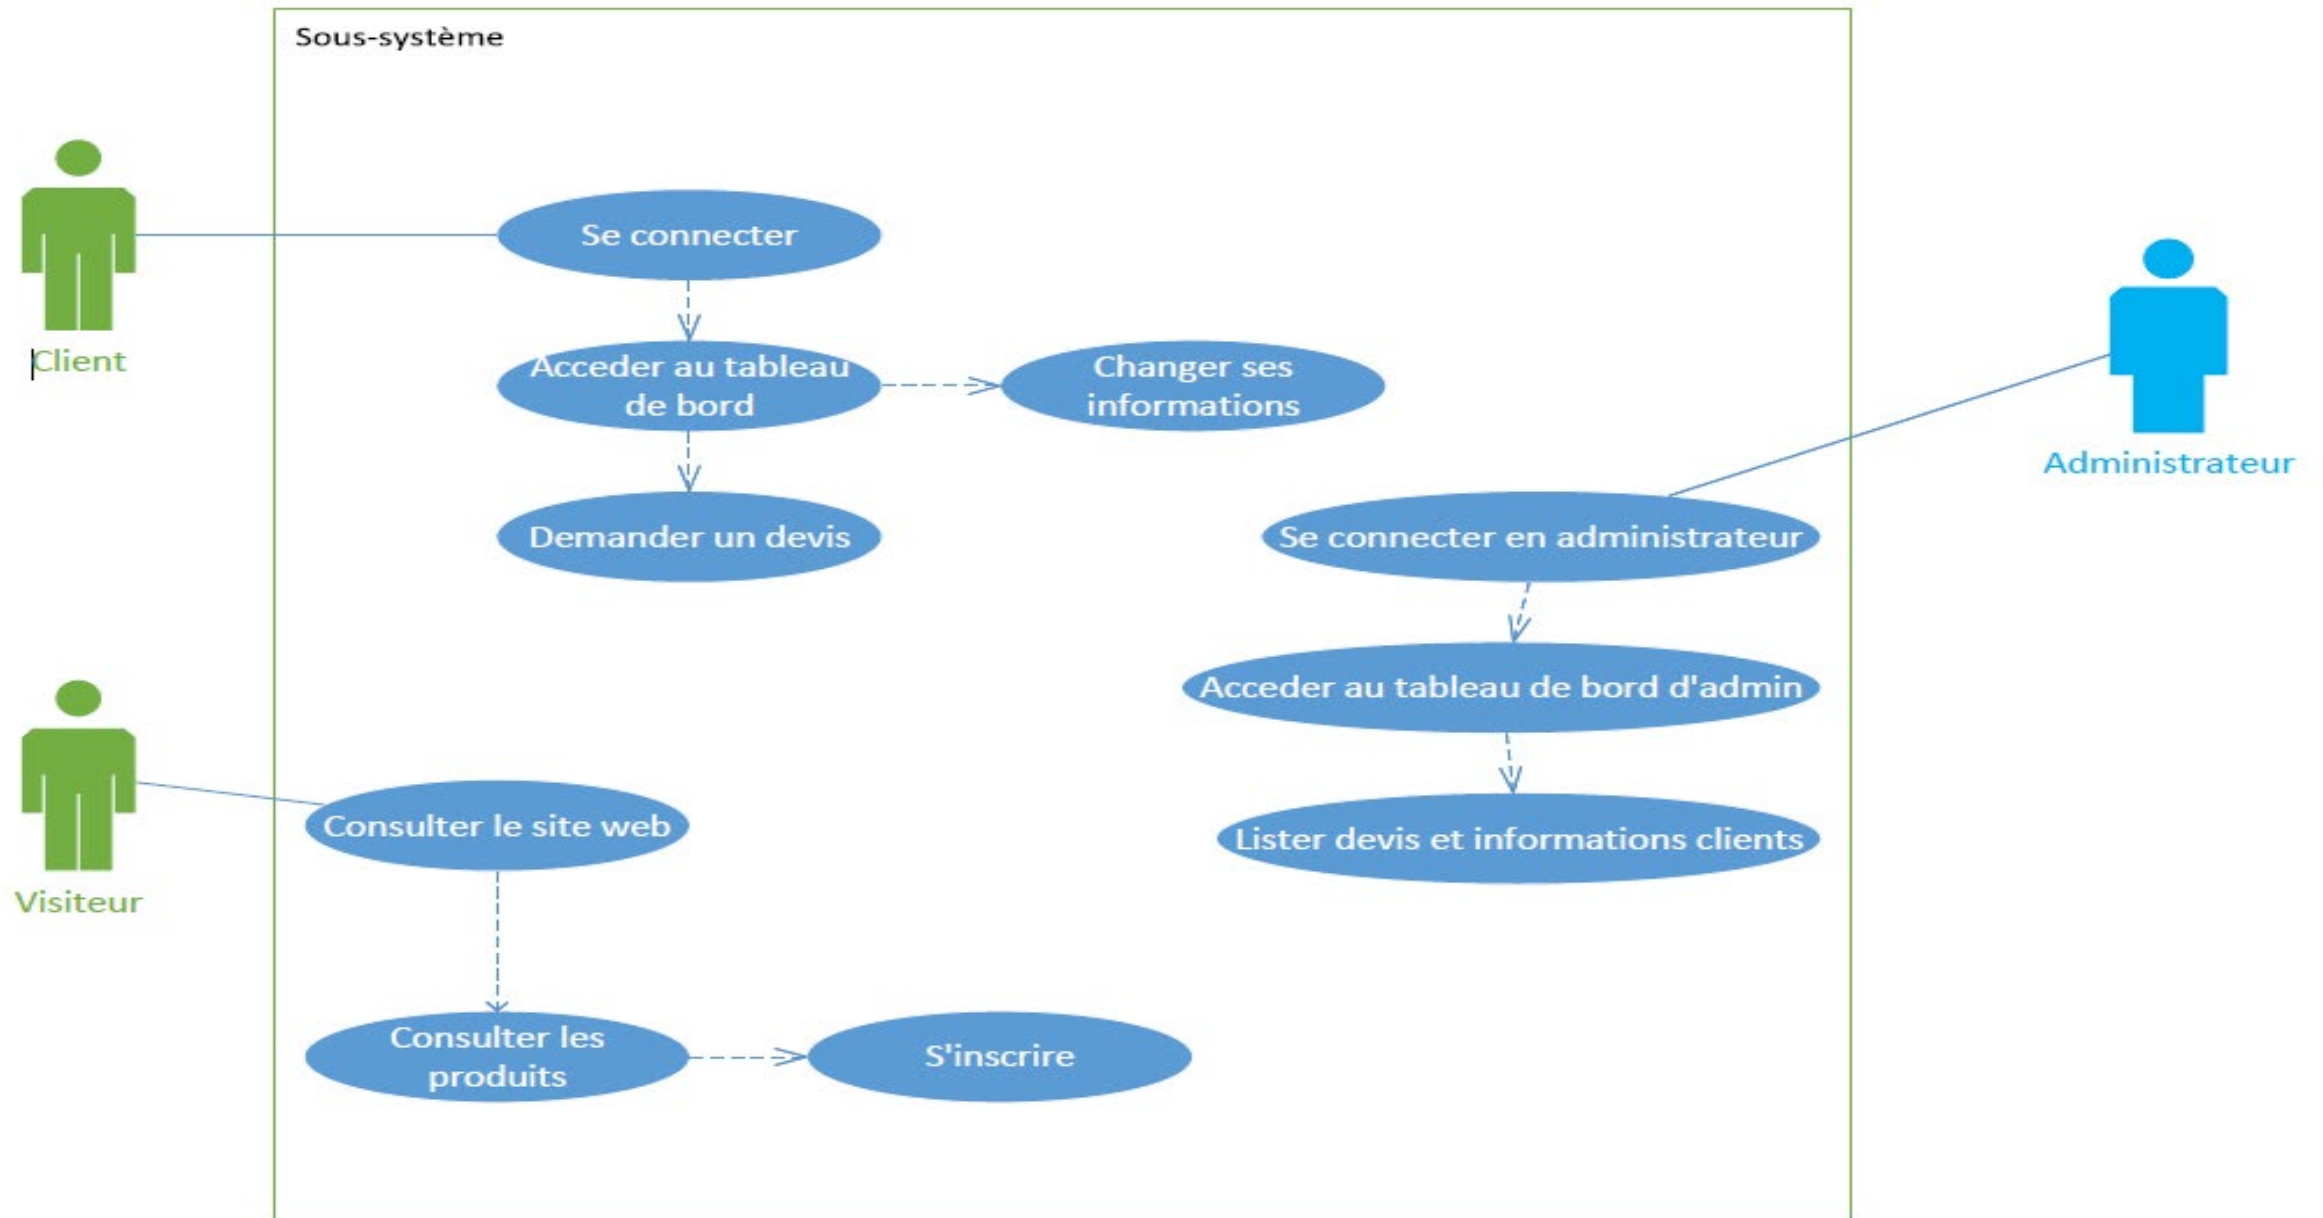 Sous-système
Se connecter
Client
Acceder au tableau
de bord
Changer ses
informations
Administrateur
Demander un devis
Se connecter en administrateur
Acceder au tableau de bord d'admin
Consulter le site web
Lister devis et informations clients
Visiteur
Consulter les
produits
S'inscrire